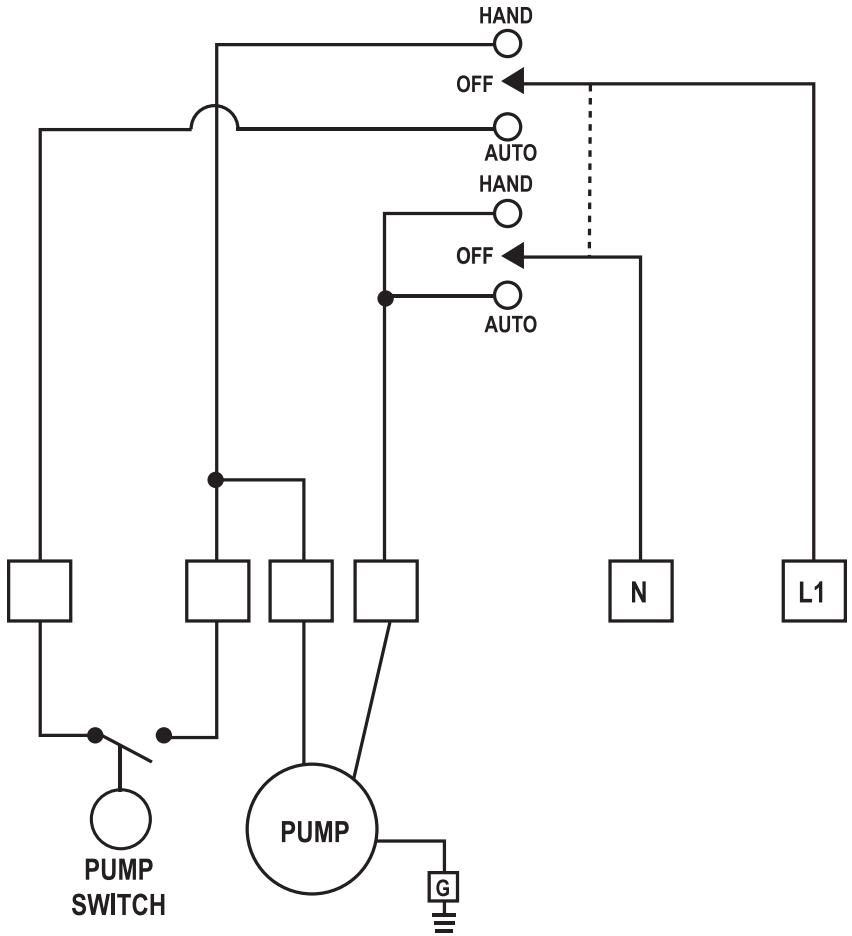 HAND
OFF
AUTO
HAND
OFF
AUTO
N
L1
PUMP
G
PUMP
SWITCH